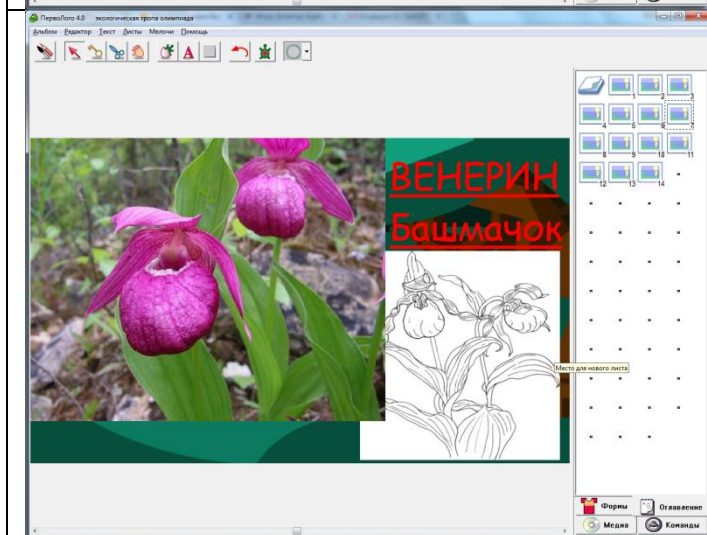 ПервоЛого 4.0 экологическая тропа олимпиада
Альбом Редактор Текст Листы Мелочи Помощь
A
1 2 3
4 5 6 7
8 9 10 11
12 13 14
ВЕНЕРИН
Башмачок
Место для нового листа
Формы Оглавление
Медиа Команды